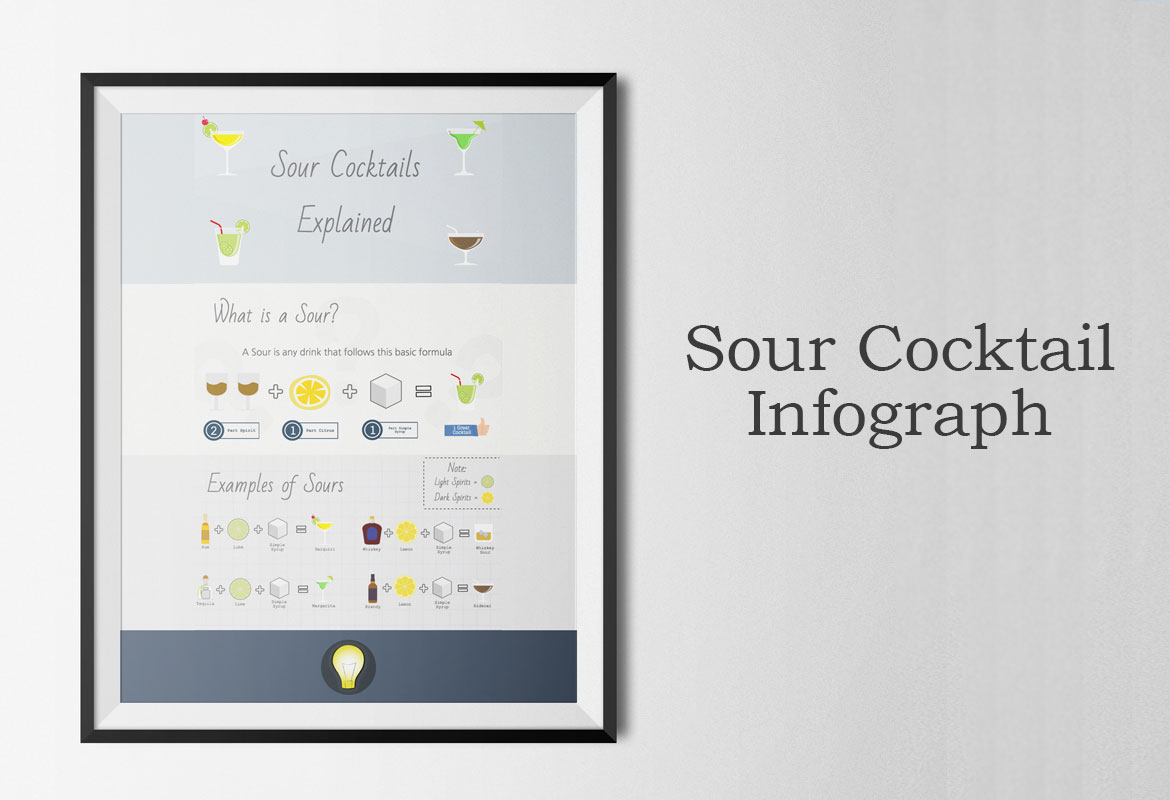 Sour Cocktails
Explained
What is a Sour?
A Sour is any drink that follows this basic formula
2 Part Spirit
1 Part Citrus
1 Part Simple
Syrup
1 Great
Cocktail
Note:
Light Spirits =
Dark Spirits =
Examples of Sours
Rum
Lime
Simple
Syrup
Daiquiri
Whiskey
Lemon
Simple
Syrup
Whiskey
Sour
Tequila
Lime
Simple
Syrup
Margarita
Brandy
Lemon
Simple
Syrup
Sidecar
Sour Cocktail
Infograph